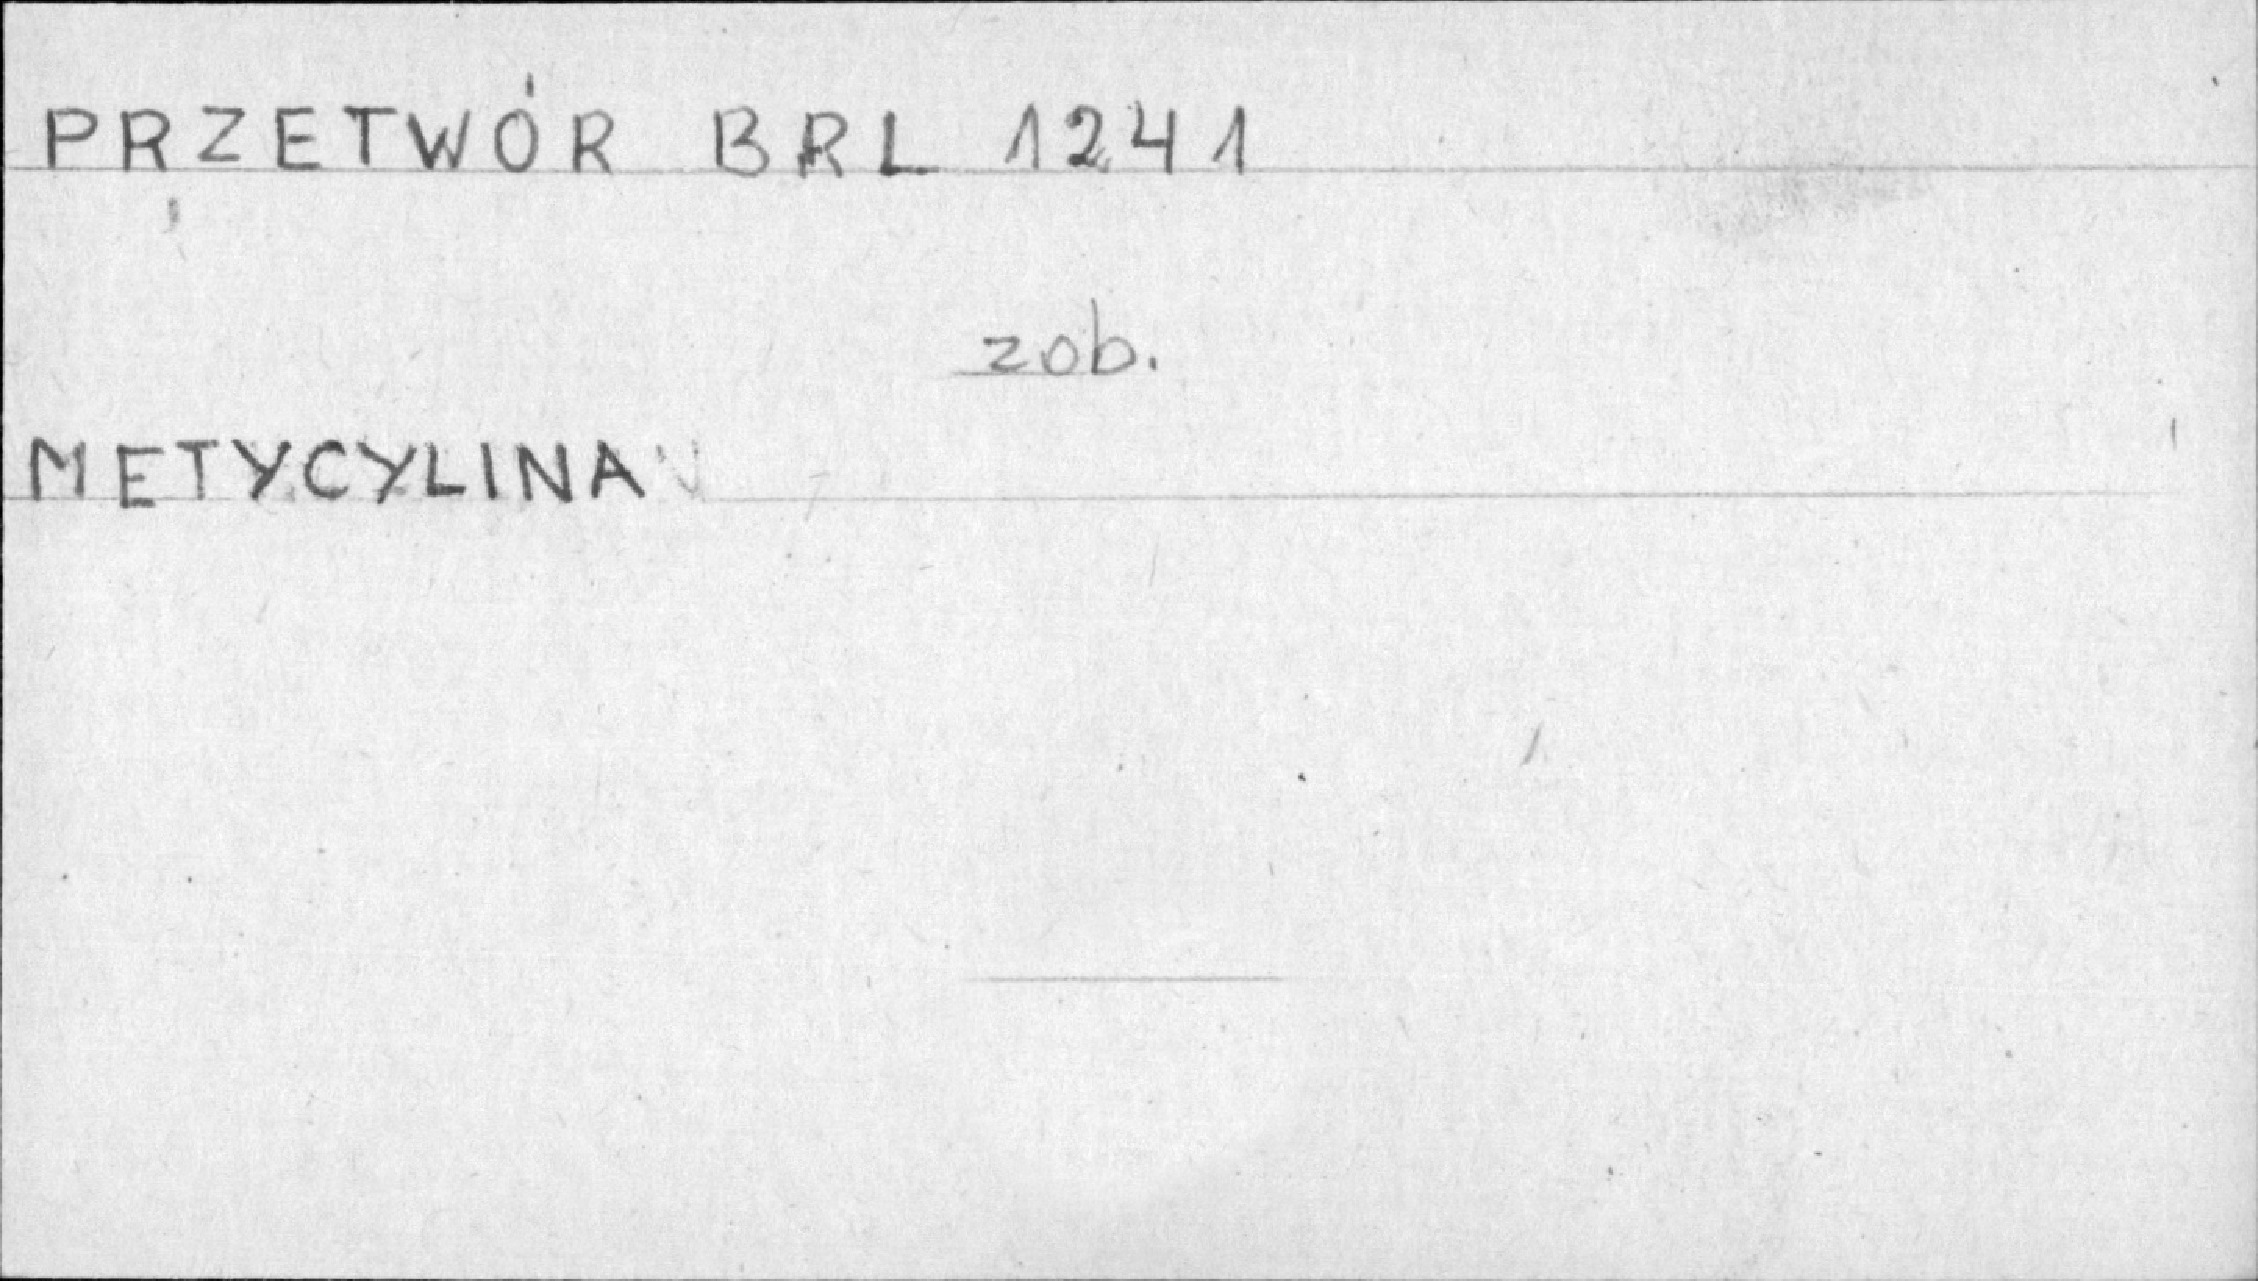 PRZETWÓR BRL 1241
zob.
METYCYLINA